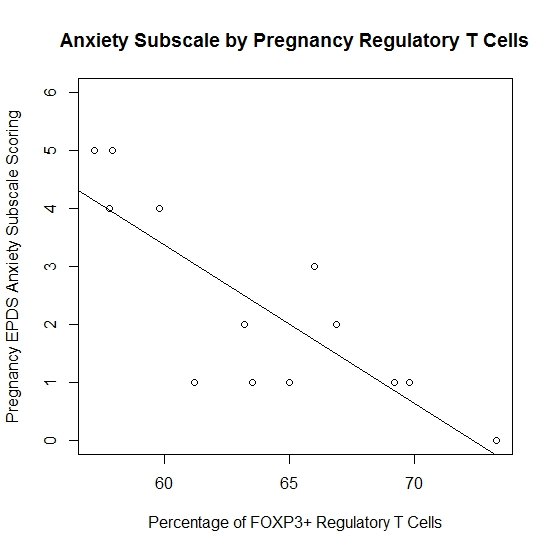 Anxiety Subscale by Pregnancy Regulatory T Cells
Pregnancy EPDS Anxiety Subscale Scoring
6
5
4
3
2
1
0
60 65 70
Percentage of FOXP3+ Regulatory T Cells